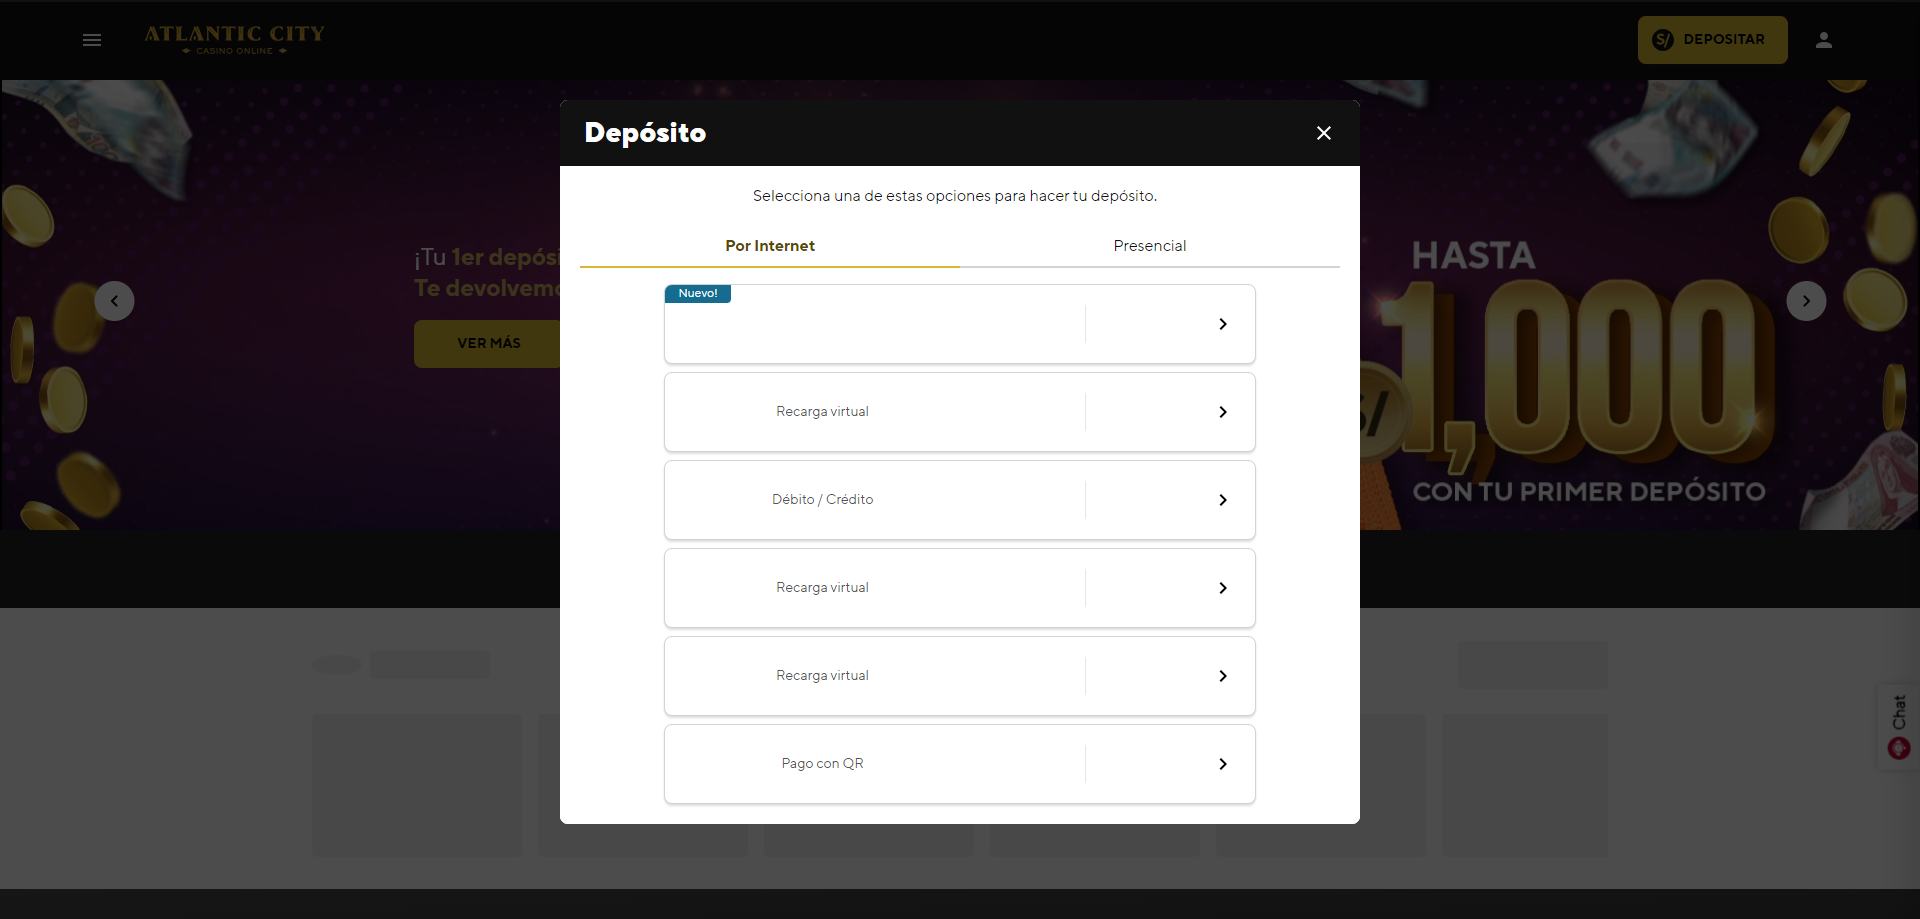 ATLANTIC CITY
CASINO ONLINE
S/ DEPOSITAR
Depósito
Selecciona una de estas opciones para hacer tu depósito.
Por Internet
Presencial
¡Tu 1er depósi
Te devolvemo
VER MÁS
HASTA
S/ 1,000
CON TU PRIMER DEPÓSITO
Nuevo!
Recarga virtual
Débito / Crédito
Recarga virtual
Recarga virtual
Pago con QR
Chat